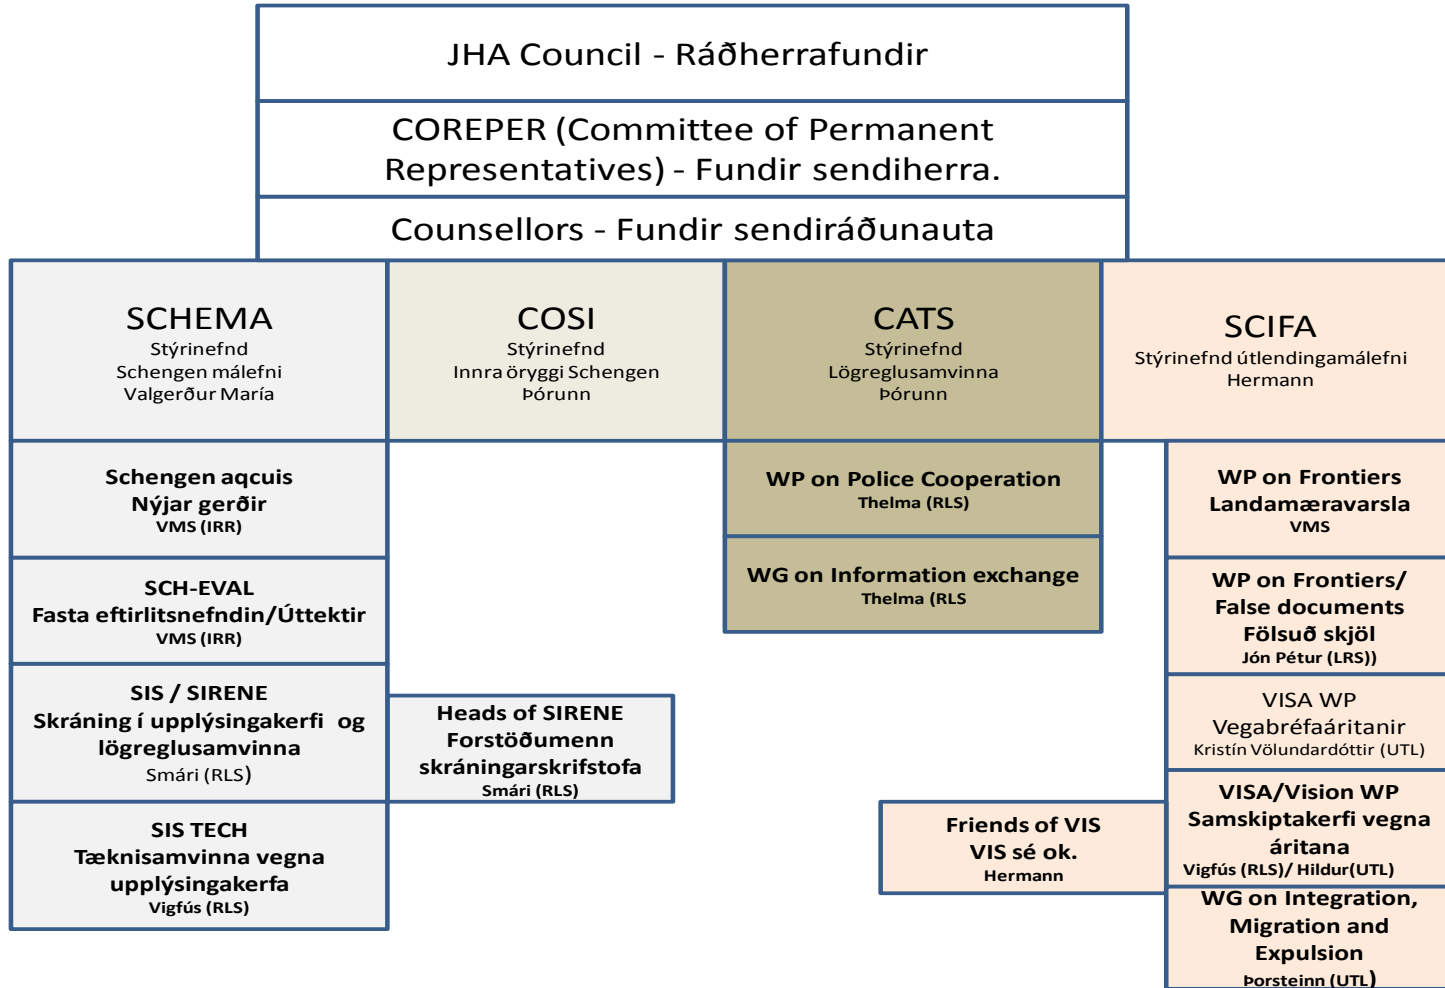 JHA Council - Ráðherrafundir
COREPER (Committee of Permanent
Representatives) - Fundir sendiherra.
Counsellors - Fundir sendiráðunauta
SCHEMA
Stýrinefnd
Schengen málefni
Valgerður María
COSI
Stýrinefnd
Innra öryggi Schengen
Þórunn
CATS
Stýrinefnd
Lögreglusamvinna
Þórunn
SCIFA
Stýrinefnd útlendingamálefni
Hermann
Schengen aqcuis
Nýjar gerðir
VMS (IRR)
SCH-EVAL
Fasta eftirlitsnefndin/Úttektir
VMS (IRR)
SIS / SIRENE
Skráning í upplýsingakerfi og
lögreglusamvinna
Smári (RLS)
SIS TECH
Tæknisamvinna vegna
upplýsingakerfa
Vigfús (RLS)
Heads of SIRENE
Forstöðumenn
skráningarskrifstofa
Smári (RLS)
WP on Police Cooperation
Thelma (RLS)
WG on Information exchange
Thelma (RLS
WP on Frontiers
Landamæravarsla
VMS
WP on Frontiers/
False documents
Fölsuð skjöl
Jón Pétur (LRS))
VISA WP
Vegabréfaáritanir
Kristín Völundardóttir (UTL)
VISA/Vision WP
Samskiptakerfi vegna
áritana
Vigfús (RLS)/ Hildur(UTL)
Friends of VIS
VIS sé ok.
Hermann
WG on Integration,
Migration and
Expulsion
Þorsteinn (UTL)